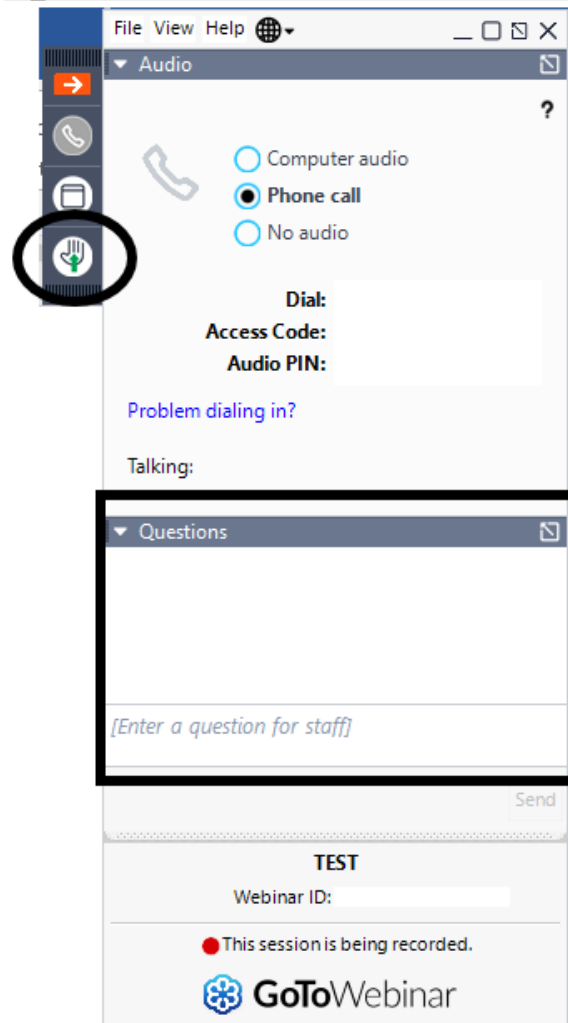 File View Help
Audio
?
Computer audio
Phone call
No audio
Dial:
Access Code:
Audio PIN:
Problem dialing in?
Talking:
Questions
[Enter a question for staff]
Send
TEST
Webinar ID:
This session is being recorded.
GoToWebinar